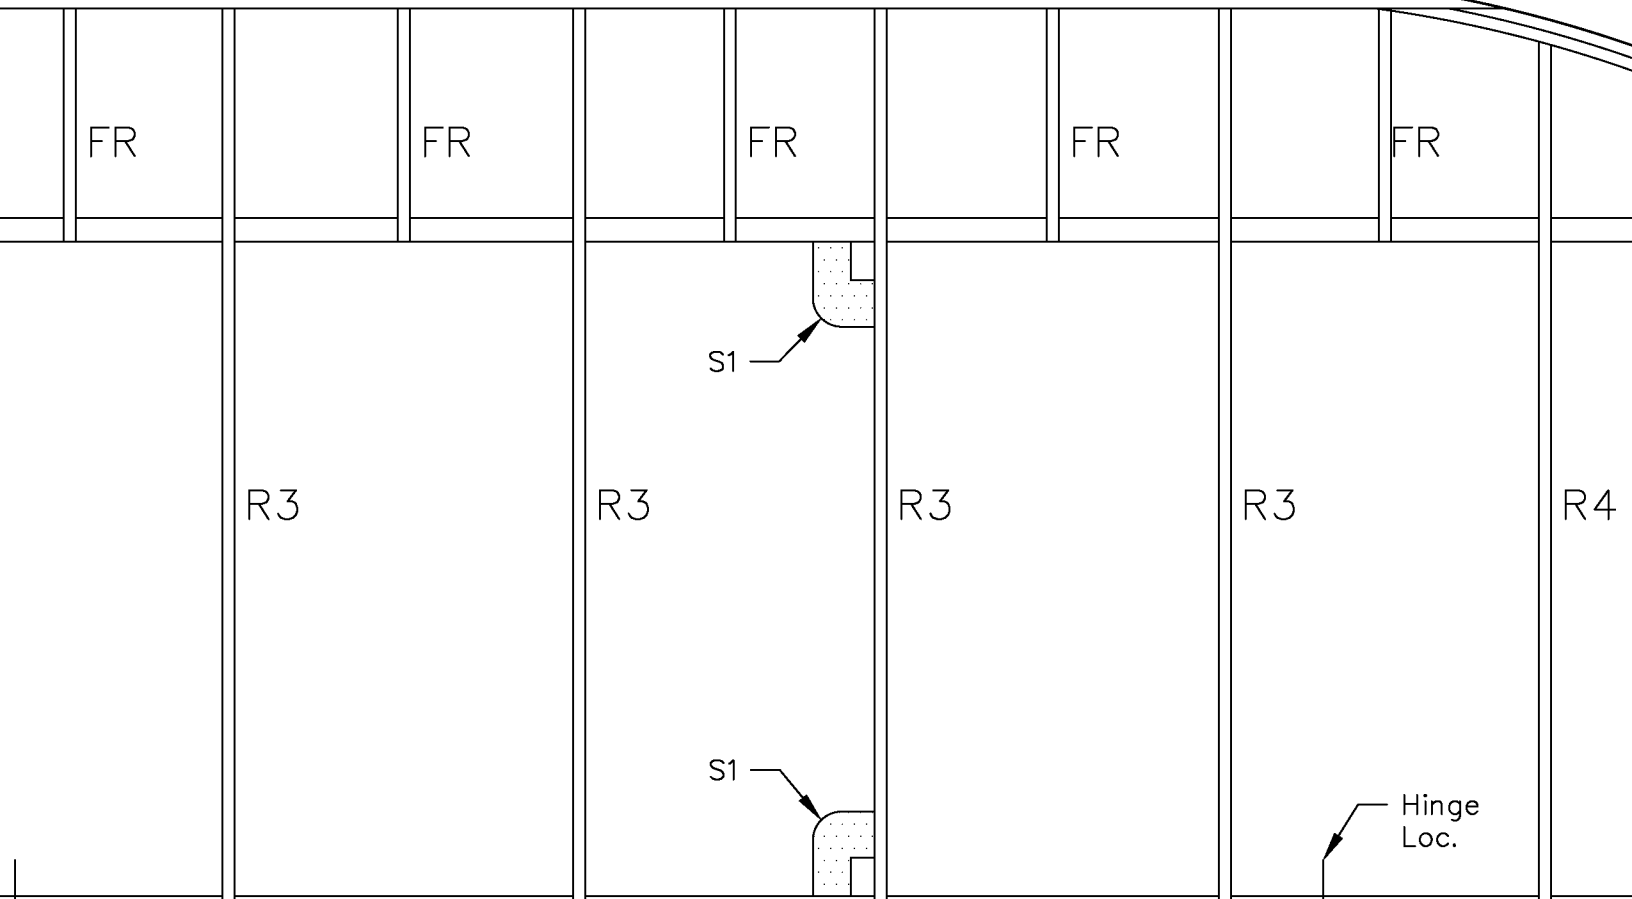 FR FR FR FR FR
S1
R3 R3 R3 R3 R4
S1
Hinge
Loc.